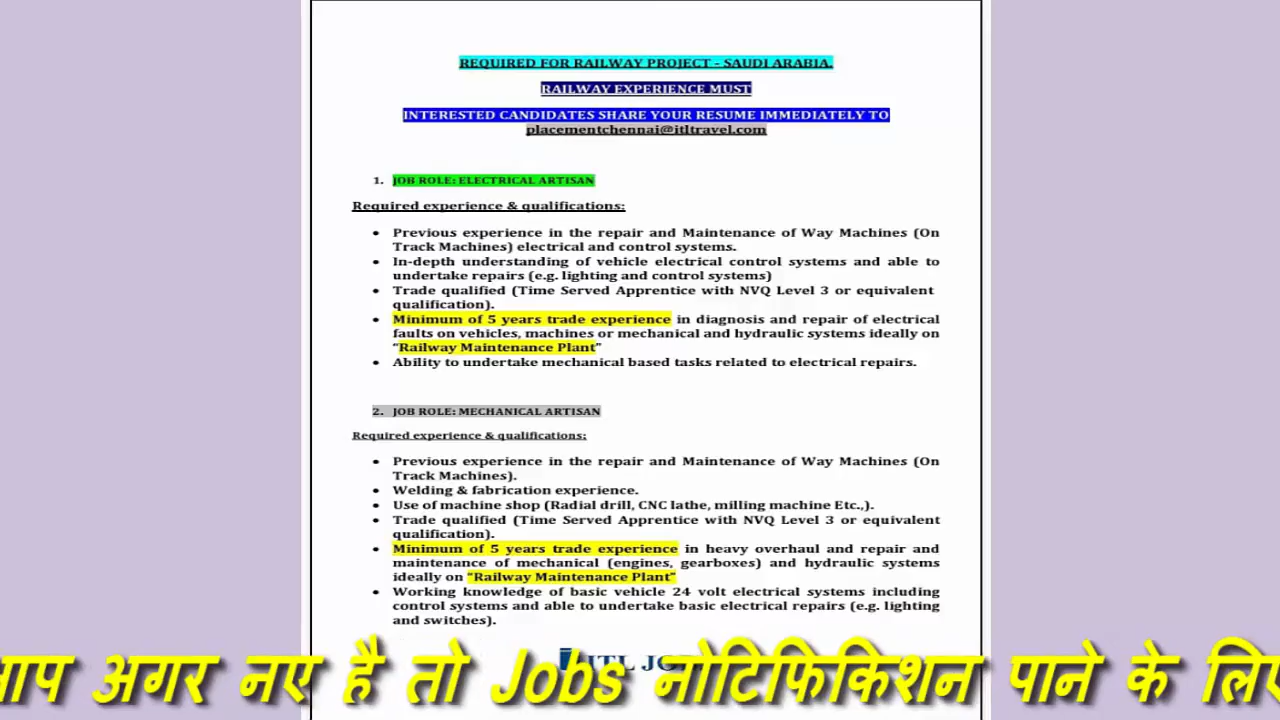 REQUIRED FOR RAILWAY PROJECT - SAUDI ARABIA.
RAILWAY EXPERIENCE MUST
INTERESTED CANDIDATES SHARE YOUR RESUME IMMEDIATELY TO
placementchennai@itltravel.com
1. JOB ROLE: ELECTRICAL ARTISAN
Required experience & qualifications:
• Previous experience in the repair and Maintenance of Way Machines (On
Track Machines) electrical and control systems.
• In-depth understanding of vehicle electrical control systems and able to
undertake repairs (e.g. lighting and control systems)
• Trade qualified (Time Served Apprentice with NVQ Level 3 or equivalent
qualification).
• Minimum of 5 years trade experience in diagnosis and repair of electrical
faults on vehicles, machines or mechanical and hydraulic systems ideally on
“Railway Maintenance Plant”
• Ability to undertake mechanical based tasks related to electrical repairs.
2. JOB ROLE: MECHANICAL ARTISAN
Required experience & qualifications:
• Previous experience in the repair and Maintenance of Way Machines (On
Track Machines).
• Welding & fabrication experience.
• Use of machine shop (Radial drill, CNC lathe, milling machine Etc.,).
• Trade qualified (Time Served Apprentice with NVQ Level 3 or equivalent
qualification).
• Minimum of 5 years trade experience in heavy overhaul and repair and
maintenance of mechanical (engines, gearboxes) and hydraulic systems
ideally on “Railway Maintenance Plant”
• Working knowledge of basic vehicle 24 volt electrical systems including
control systems and able to undertake basic electrical repairs (e.g. lighting
and switches).
आप अगर नए है तो Jobs नोटिफिकिशन पाने के लिए